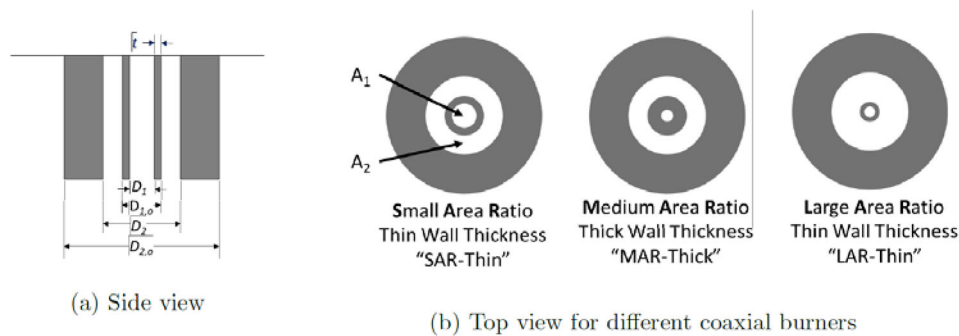 t
D1
D1,o
D2
D2,o
(a) Side view
A1
A2
Small Area Ratio
Thin Wall Thickness
"SAR-Thin"
Medium Area Ratio
Thick Wall Thickness
"MAR-Thick"
Large Area Ratio
Thin Wall Thickness
"LAR-Thin"
(b) Top view for different coaxial burners